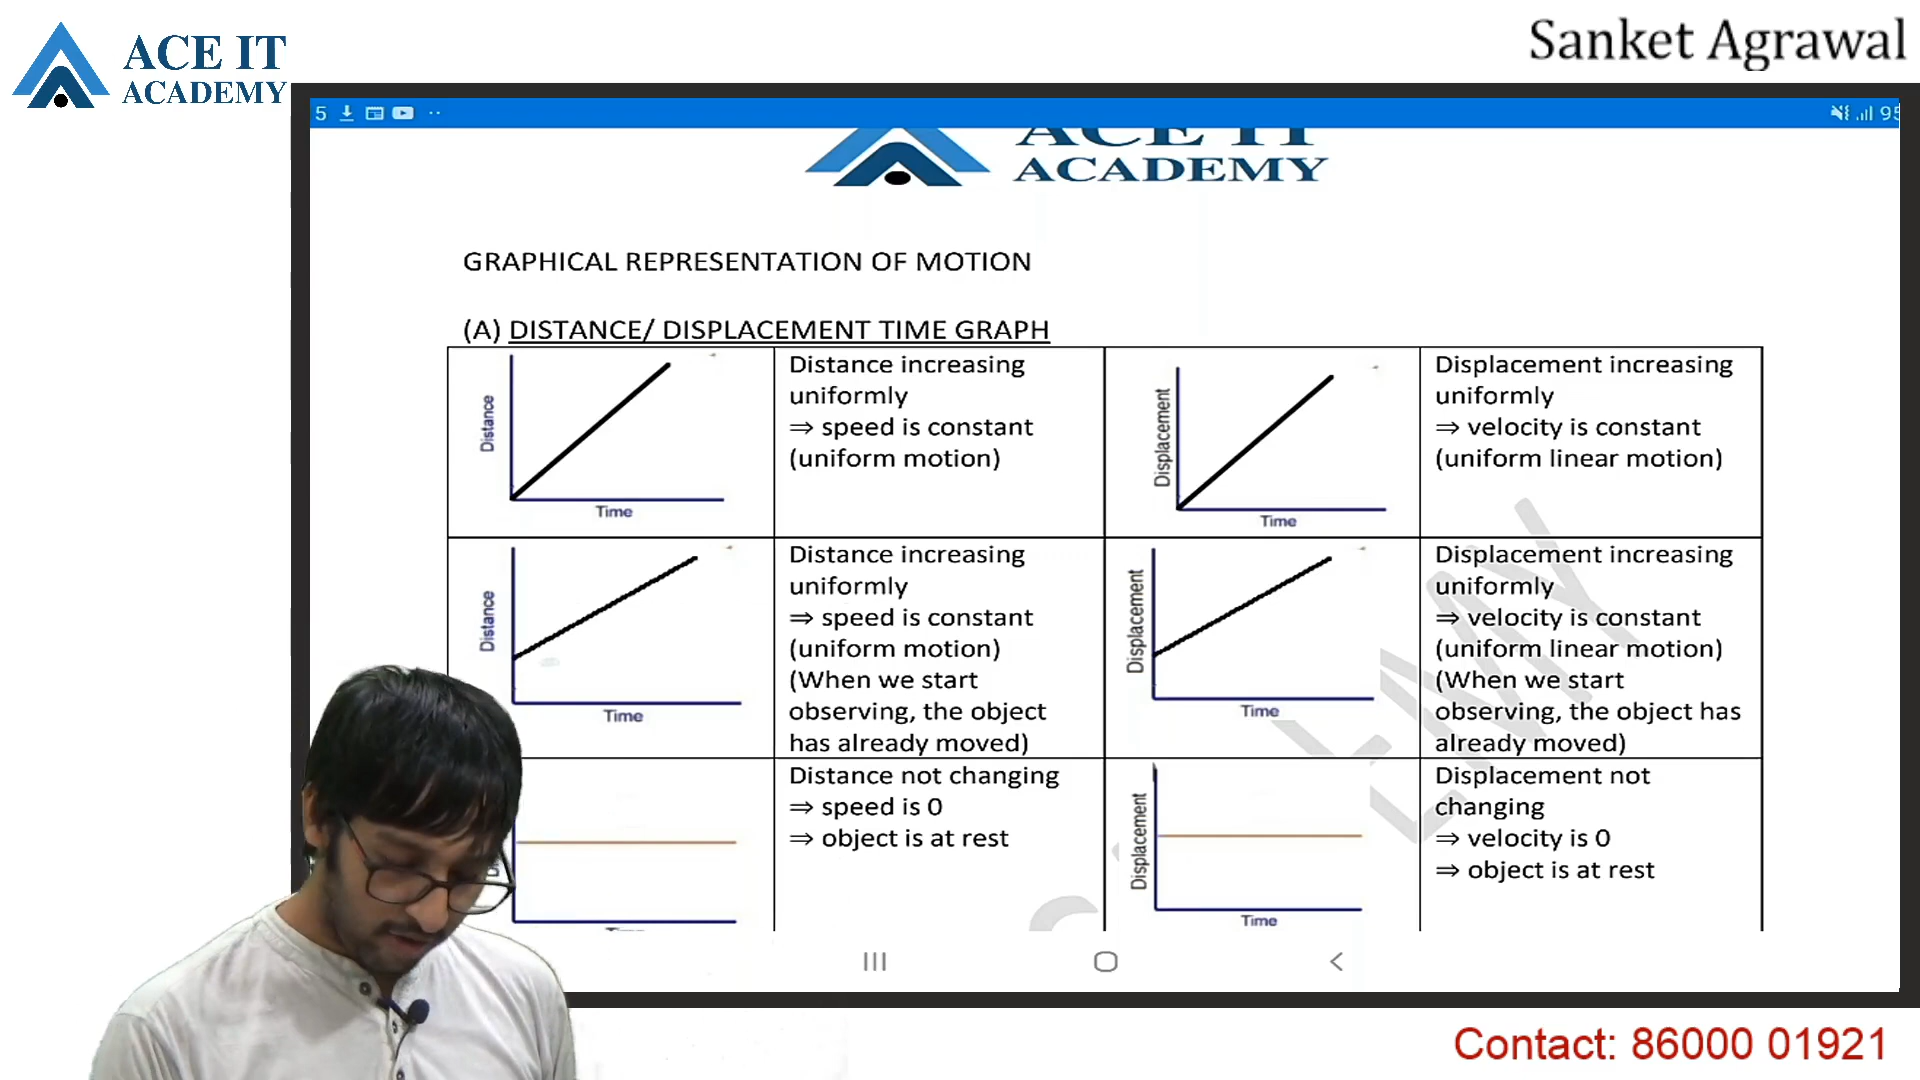 ACE IT
ACADEMY
Sanket Agrawal
5
95
ACE IT
ACADEMY
GRAPHICAL REPRESENTATION OF MOTION
(A) DISTANCE/ DISPLACEMENT TIME GRAPH
Distance
Time
Distance increasing
uniformly
⇒ speed is constant
(uniform motion)
Displacement
Time
Displacement increasing
uniformly
⇒ velocity is constant
(uniform linear motion)
Distance
Time
Distance increasing
uniformly
⇒ speed is constant
(uniform motion)
(When we start
observing, the object
has already moved)
Displacement
Time
Displacement increasing
uniformly
⇒ velocity is constant
(uniform linear motion)
(When we start
observing, the object has
already moved)
Distance not changing
⇒ speed is 0
⇒ object is at rest
Displacement
Time
Displacement not
changing
⇒ velocity is 0
⇒ object is at rest
Contact: 86000 01921